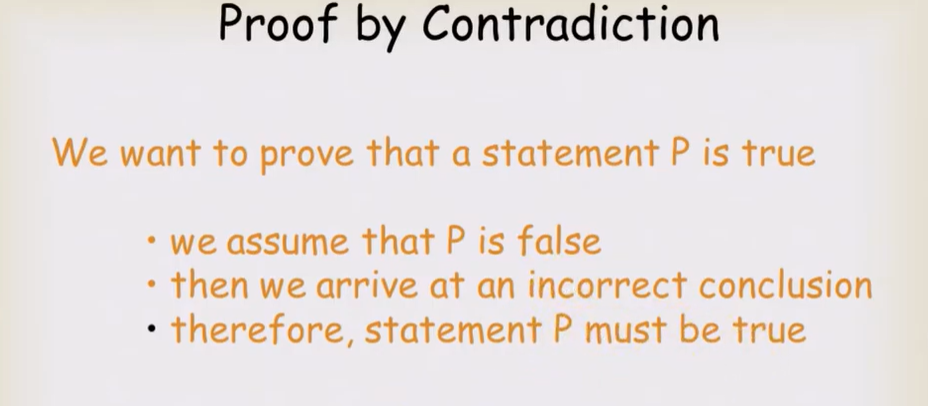 Proof by Contradiction
We want to prove that a statement P is true
• we assume that P is false
• then we arrive at an incorrect conclusion
• therefore, statement P must be true